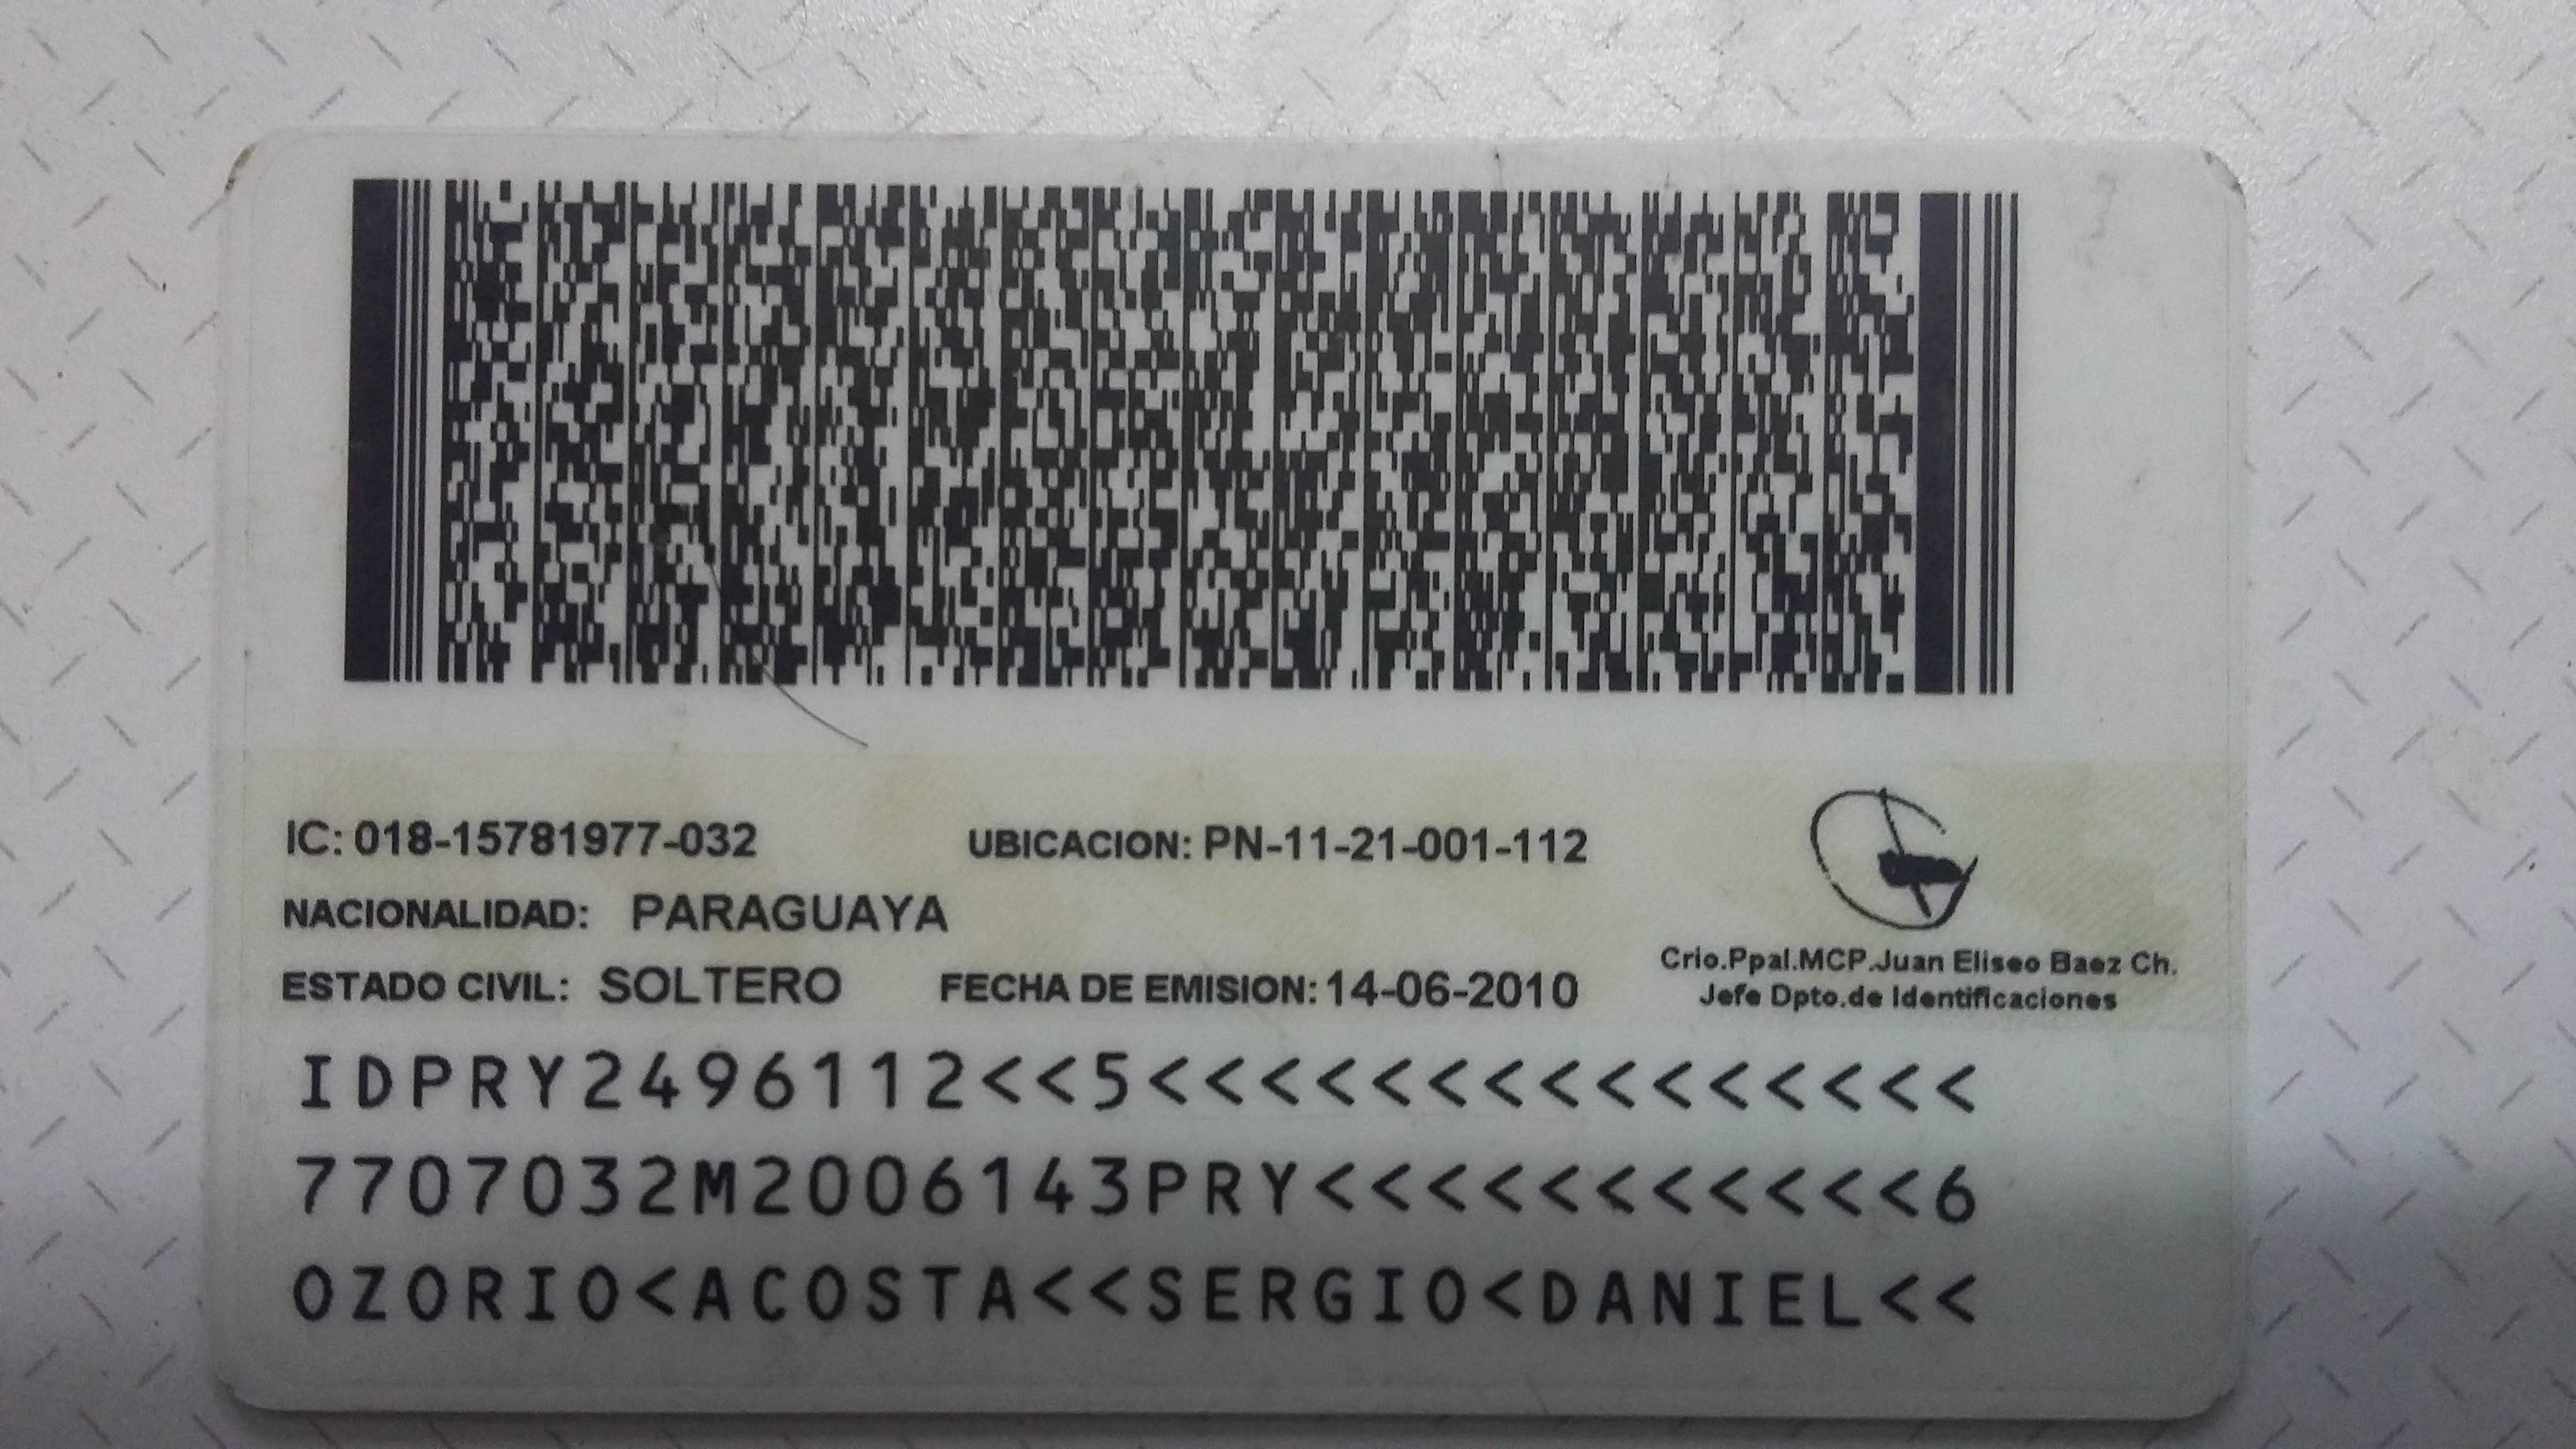 IC: 018-15781977-032 UBICACION: PN-11-21-001-112
NACIONALIDAD: PARAGUAYA
ESTADO CIVIL: SOLTERO FECHA DE EMISION: 14-06-2010
Crio.Ppal.MCP.Juan Eliseo Baez Ch.
Jefe Dpto.de Identificaciones
IDPRY2496112<<5<<<<<<<<<<<<<<<
7707032M2006143PRY<<<<<<<<<<<6
OZORIO<ACOSTA<<SERGIO<DANIEL<<